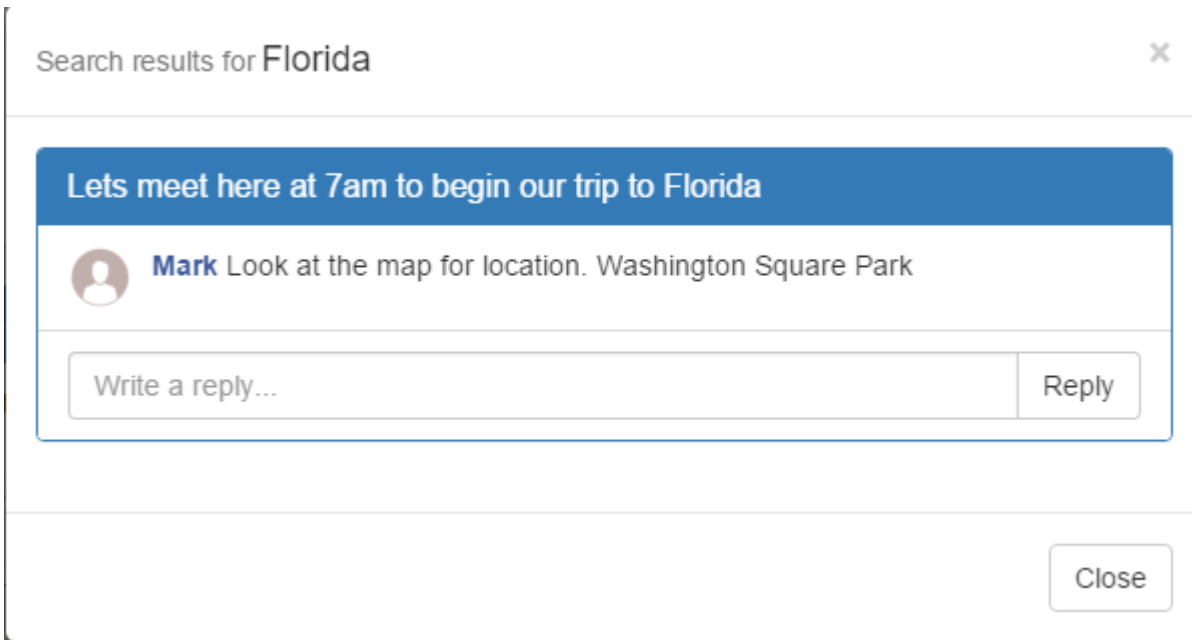 Search results for Florida
×
Lets meet here at 7am to begin our trip to Florida
Mark Look at the map for location. Washington Square Park
Write a reply...
Reply
Close